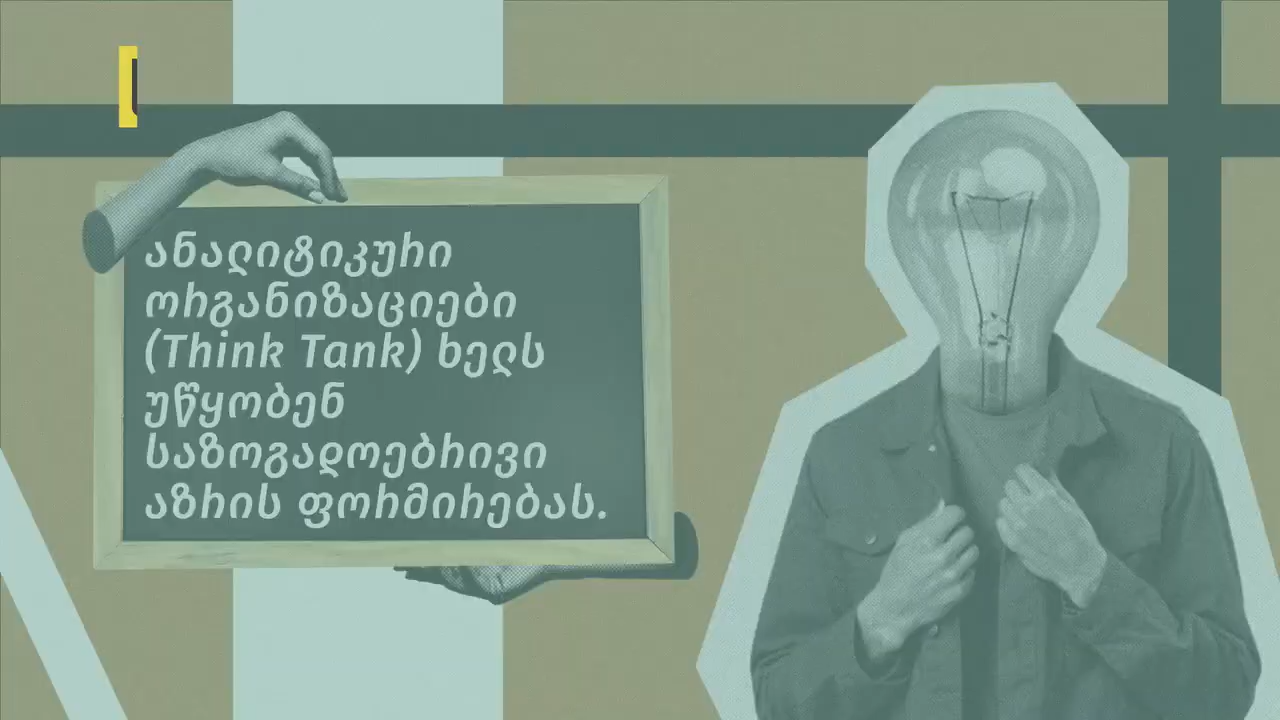 ანალიტიკური
ორგანიზაციები
(Think Tank) ხელს
უწყობენ
საზოგადოებრივი
აზრის ფორმირებას.